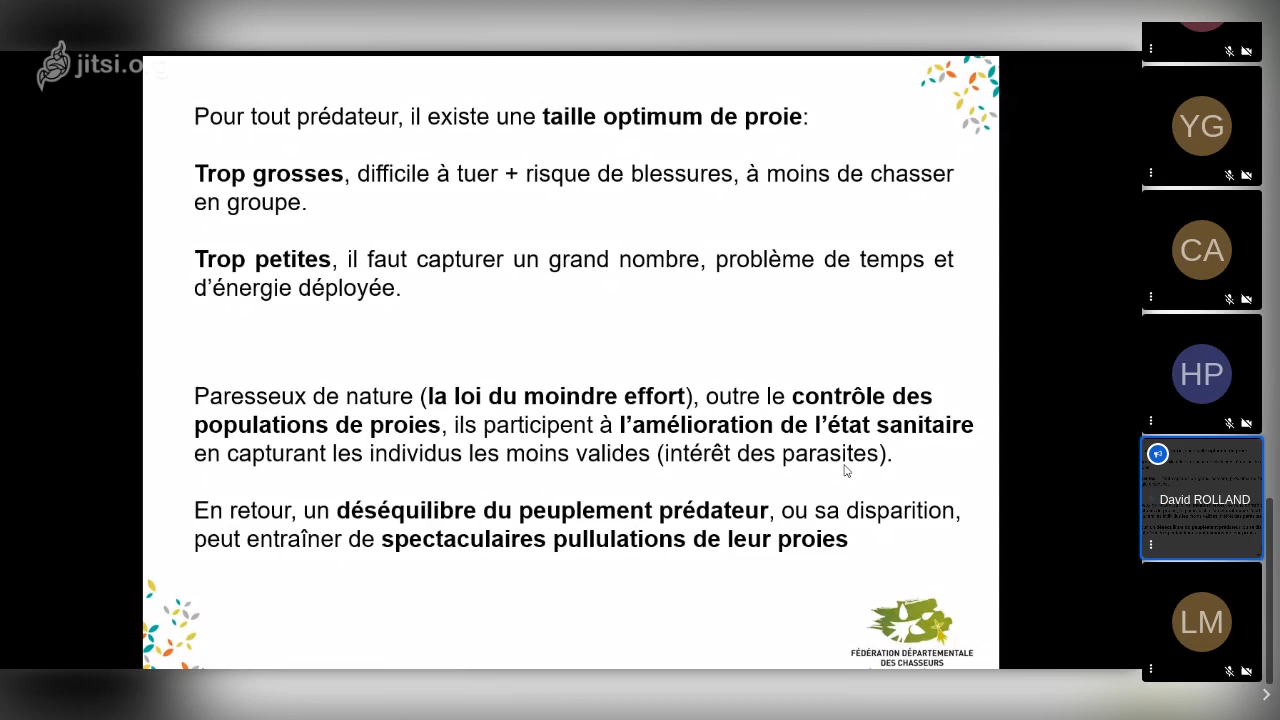 jitsi.org
Pour tout prédateur, il existe une taille optimum de proie:
Trop grosses, difficile à tuer + risque de blessures, à moins de chasser
en groupe.
Trop petites, il faut capturer un grand nombre, problème de temps et
d’énergie déployée.
Paresseux de nature (la loi du moindre effort), outre le contrôle des
populations de proies, ils participent à l’amélioration de l’état sanitaire
en capturant les individus les moins valides (intérêt des parasites).
En retour, un déséquilibre du peuplement prédateur, ou sa disparition,
peut entraîner de spectaculaires pullulations de leur proies
FÉDÉRATION DÉPARTEMENTALE
DES CHASSEURS
YG
CA
HP
David ROLLAND
LM